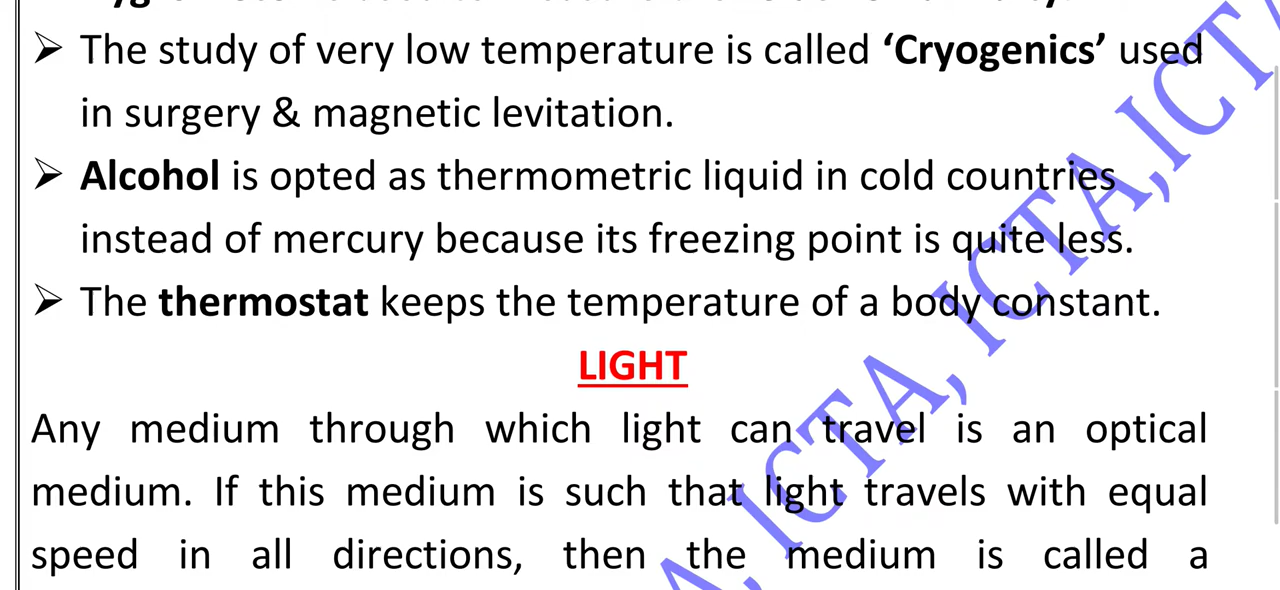 ➢ The study of very low temperature is called ‘Cryogenics’ used
in surgery & magnetic levitation.
➢ Alcohol is opted as thermometric liquid in cold countries
instead of mercury because its freezing point is quite less.
➢ The thermostat keeps the temperature of a body constant.
LIGHT
Any medium through which light can travel is an optical
medium. If this medium is such that light travels with equal
speed in all directions, then the medium is called a
ICTA, ICTA, ICTA